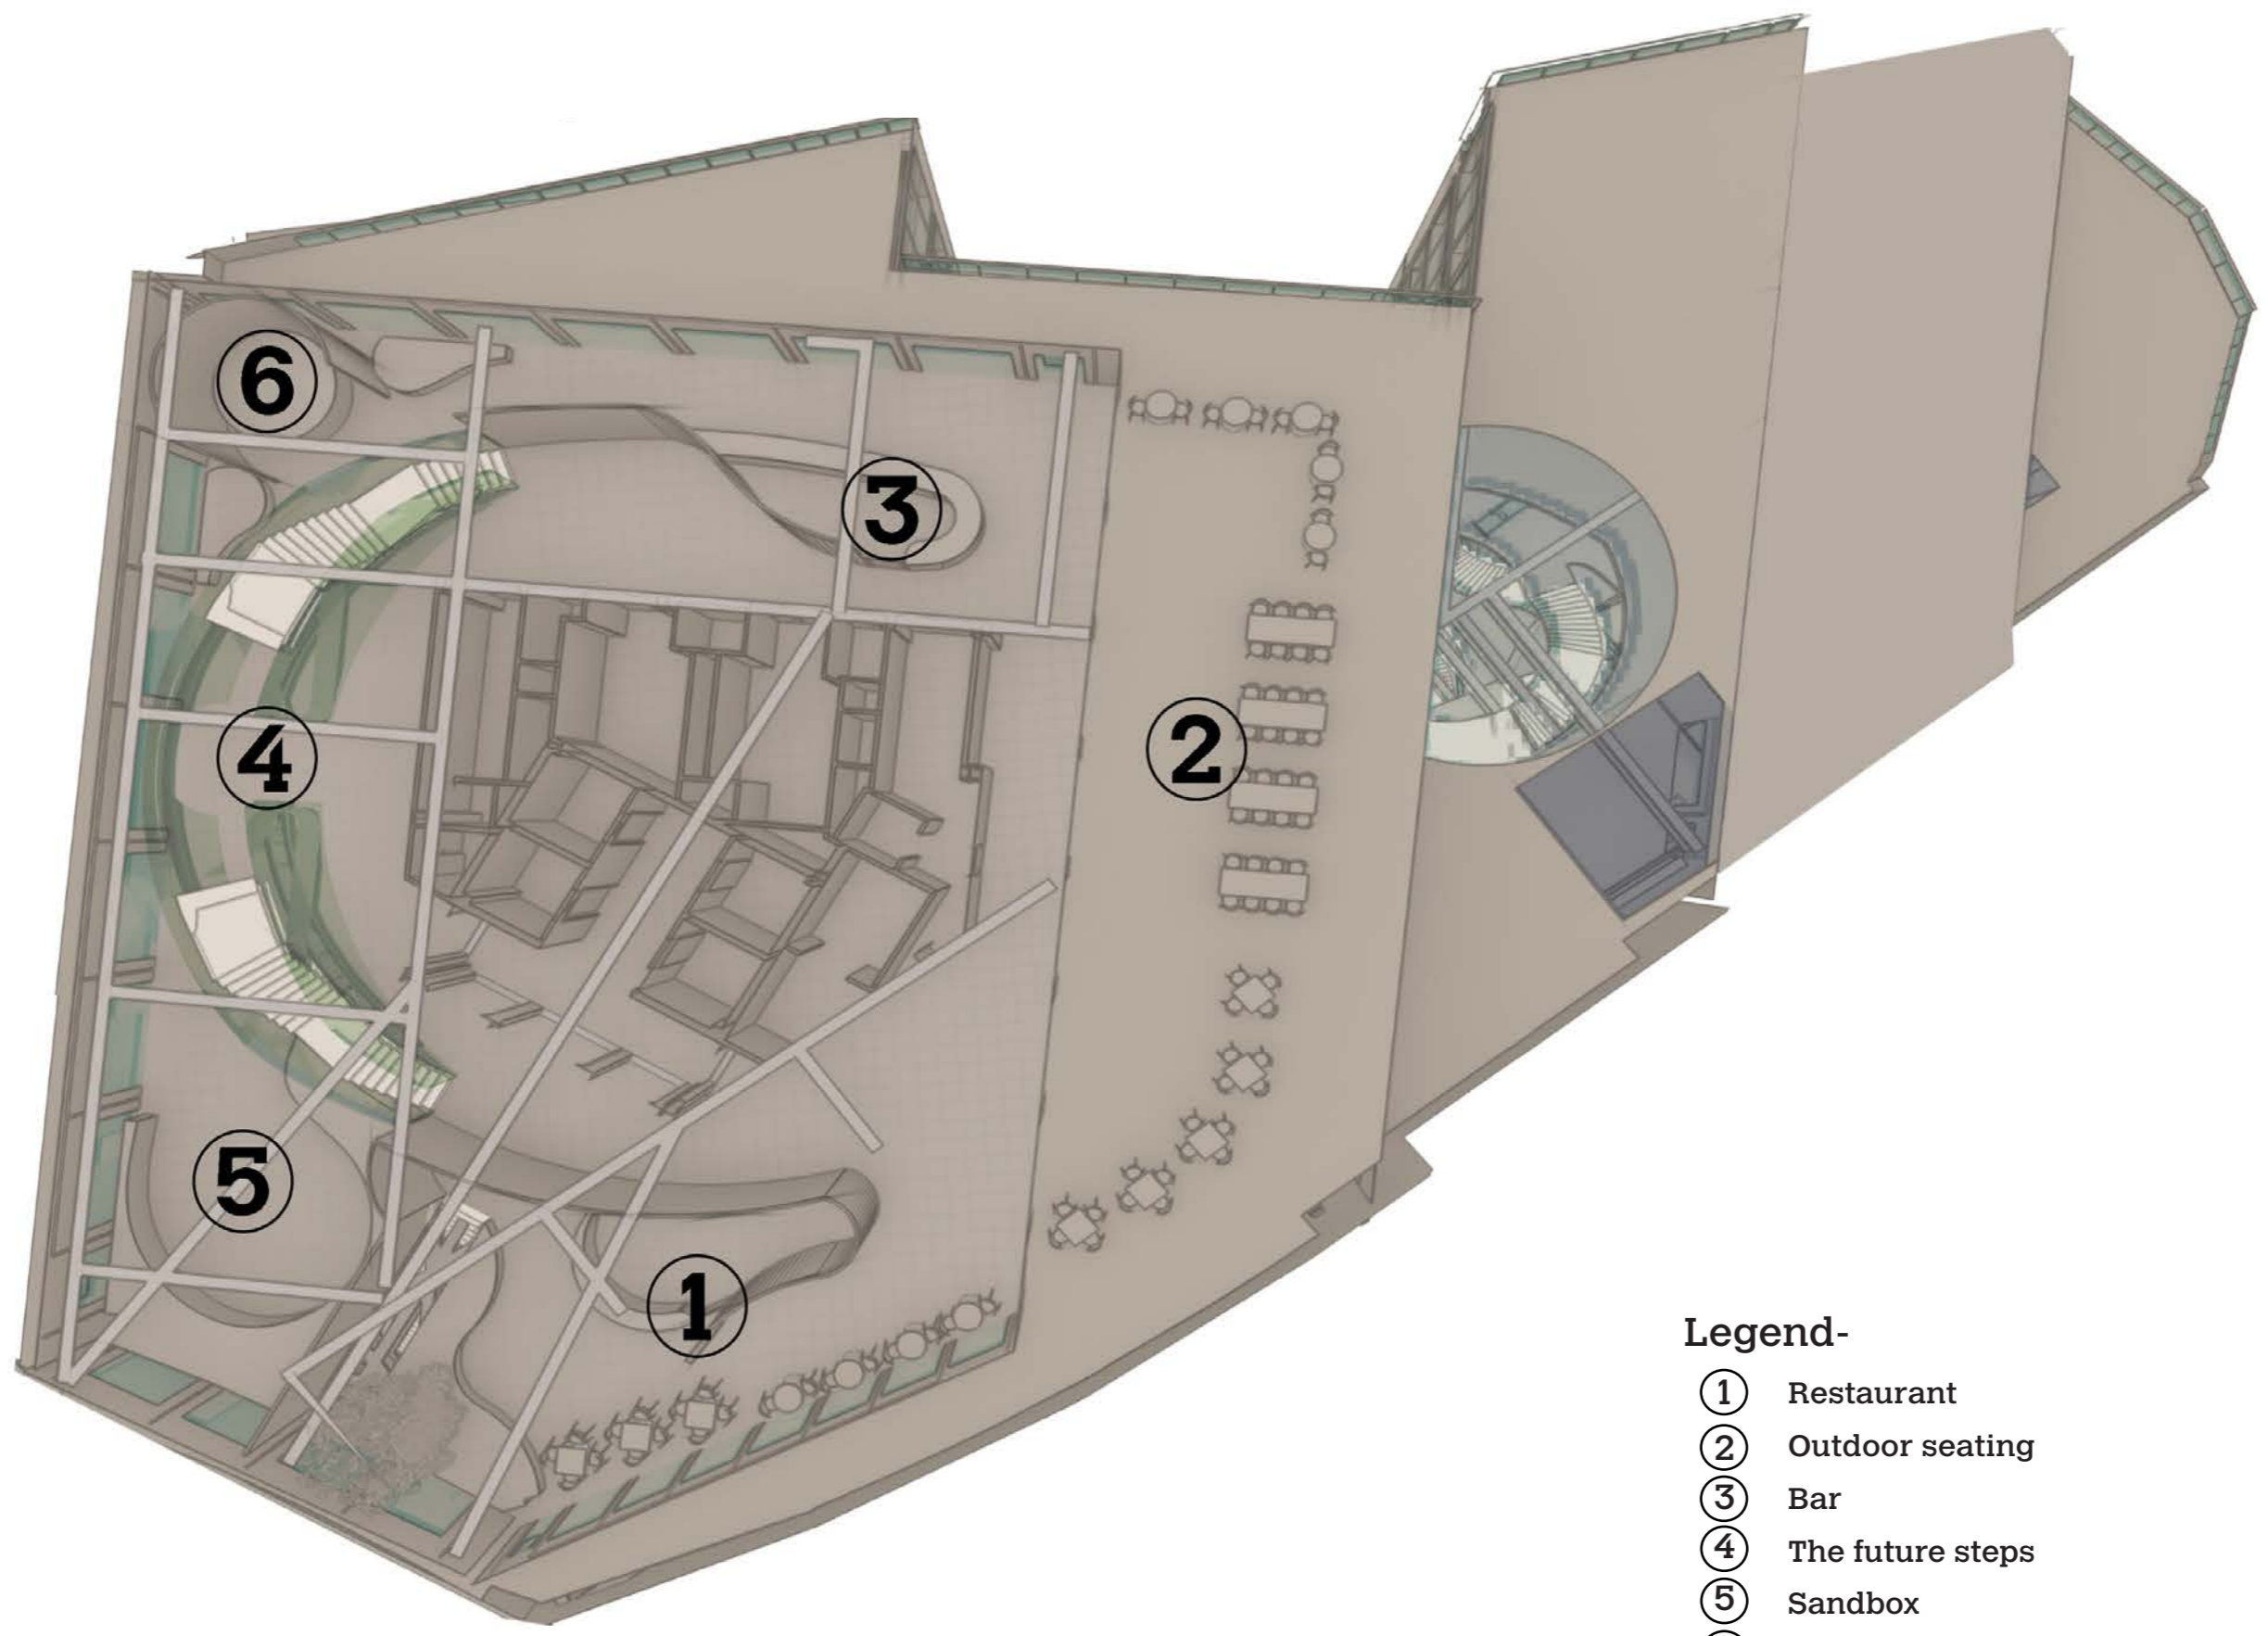 6
3
4
2
5
1
Legend-
1 Restaurant
2 Outdoor seating
3 Bar
4 The future steps
5 Sandbox